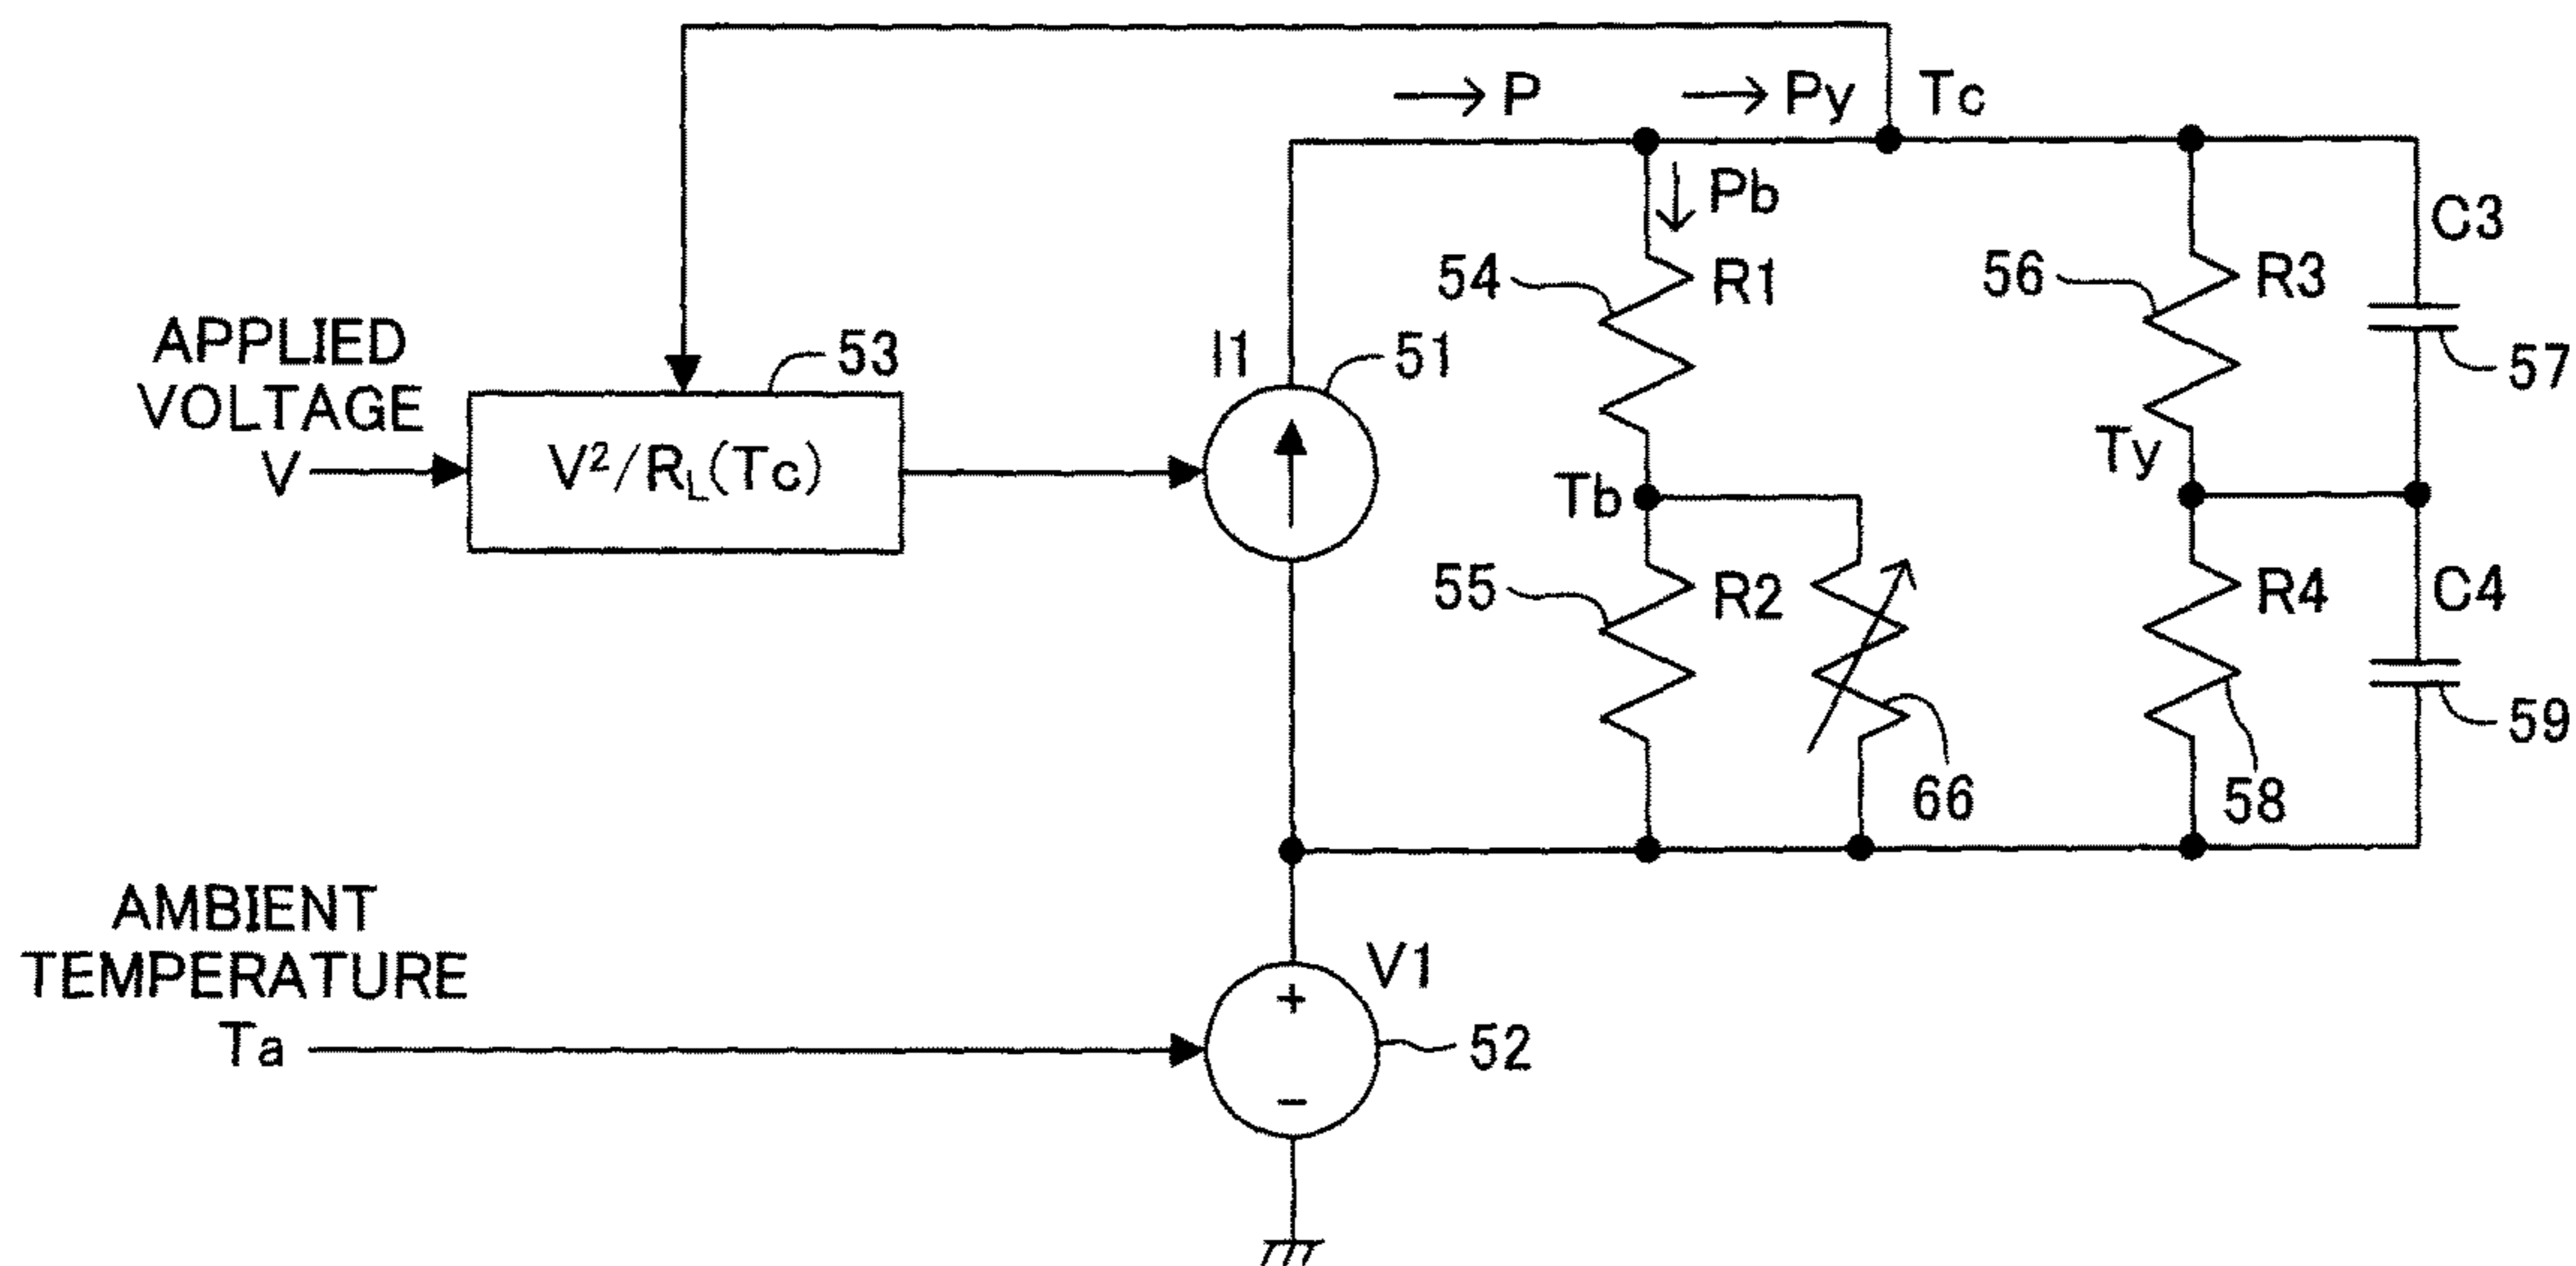 P
Py
Tc
Pb
C3
54
R1
56
R3
APPLIED
VOLTAGE
V
53
V²/R_L(Tc)
I1
51
57
Tb
Ty
55
R2
R4
C4
66
58
59
AMBIENT
TEMPERATURE
Ta
V1
+
−
52